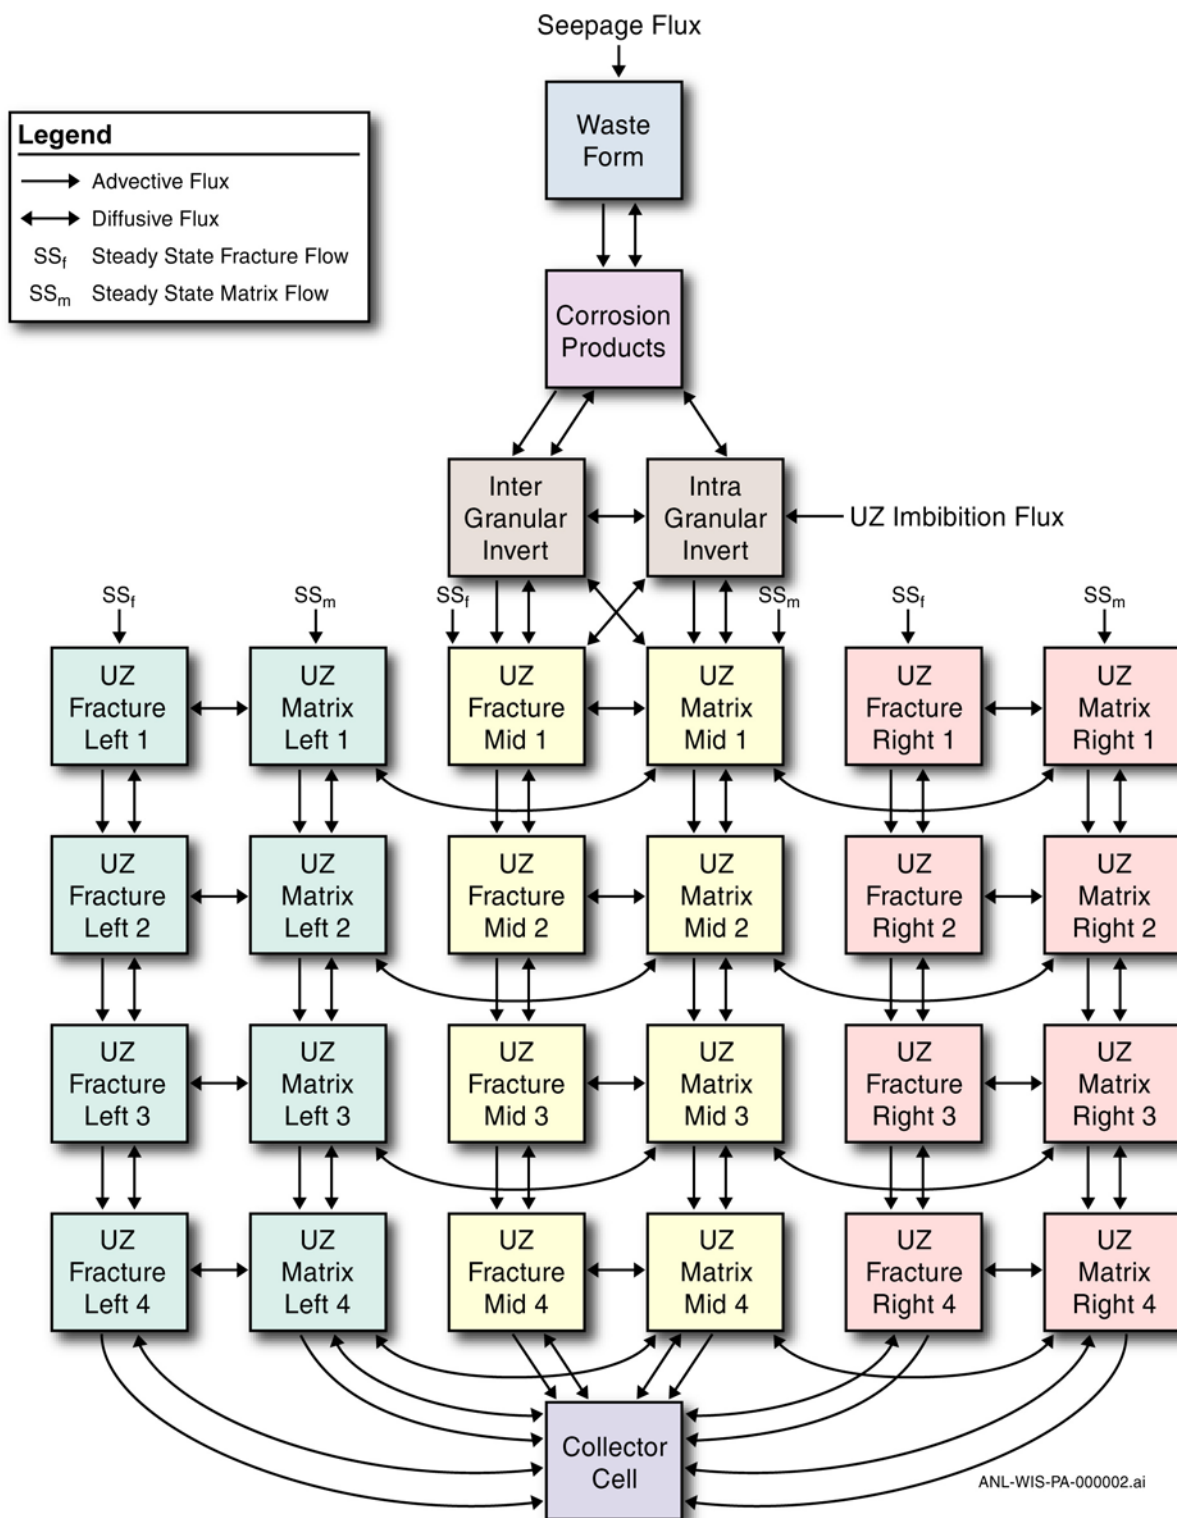 Seepage Flux
Legend
Advective Flux
Diffusive Flux
SSf Steady State Fracture Flow
SSm Steady State Matrix Flow
Waste
Form
Corrosion
Products
Inter
Granular
Invert
Intra
Granular
Invert
UZ Imbibition Flux
SSf
SSm
SSf
SSm
SSf
SSm
UZ
Fracture
Left 1
UZ
Matrix
Left 1
UZ
Fracture
Mid 1
UZ
Matrix
Mid 1
UZ
Fracture
Right 1
UZ
Matrix
Right 1
UZ
Fracture
Left 2
UZ
Matrix
Left 2
UZ
Fracture
Mid 2
UZ
Matrix
Mid 2
UZ
Fracture
Right 2
UZ
Matrix
Right 2
UZ
Fracture
Left 3
UZ
Matrix
Left 3
UZ
Fracture
Mid 3
UZ
Matrix
Mid 3
UZ
Fracture
Right 3
UZ
Matrix
Right 3
UZ
Fracture
Left 4
UZ
Matrix
Left 4
UZ
Fracture
Mid 4
UZ
Matrix
Mid 4
UZ
Fracture
Right 4
UZ
Matrix
Right 4
Collector
Cell
ANL-WIS-PA-000002.ai